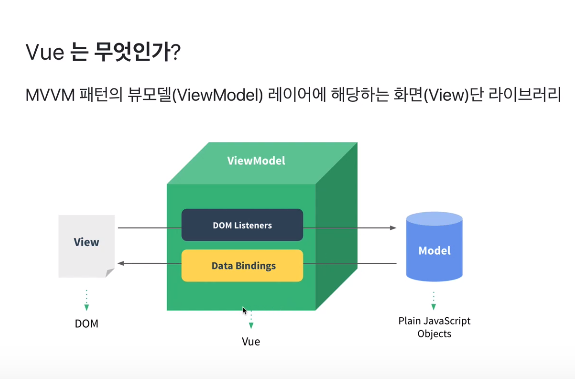 Vue 는 무엇인가?
MVVM 패턴의 뷰모델(ViewModel) 레이어에 해당하는 화면(View)단 라이브러리
ViewModel
DOM Listeners
View
Model
Data Bindings
DOM
Vue
Plain JavaScript
Objects